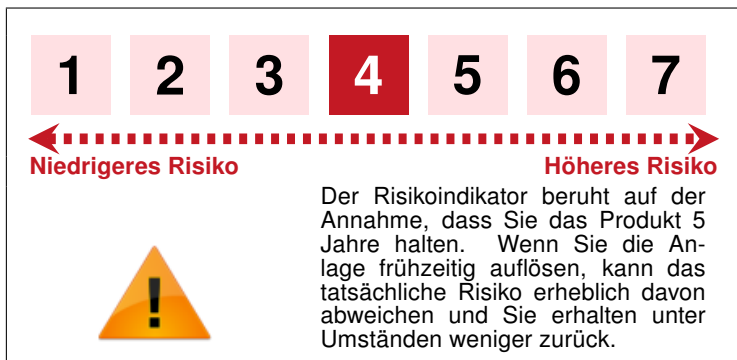 1 2 3 4 5 6 7
Niedrigeres Risiko Höheres Risiko
Der Risikoindikator beruht auf der
Annahme, dass Sie das Produkt 5
Jahre halten. Wenn Sie die An-
lage frühzeitig auflösen, kann das
tatsächliche Risiko erheblich davon
abweichen und Sie erhalten unter
Umständen weniger zurück.
!